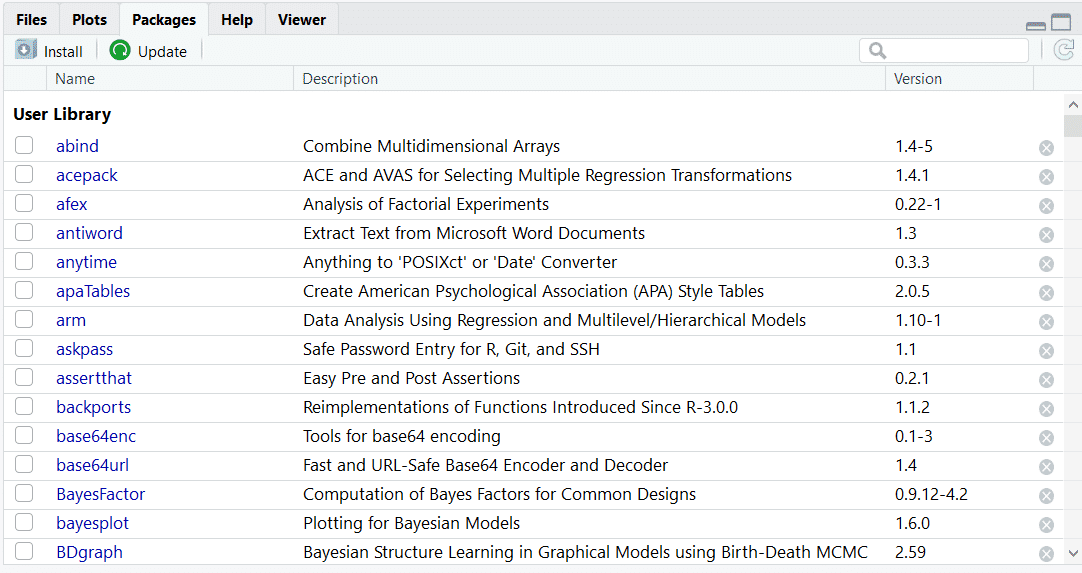 Files Plots Packages Help Viewer
Install Update
Name Description Version
User Library
abind Combine Multidimensional Arrays 1.4-5
acepack ACE and AVAS for Selecting Multiple Regression Transformations 1.4.1
afex Analysis of Factorial Experiments 0.22-1
antiword Extract Text from Microsoft Word Documents 1.3
anytime Anything to 'POSIXct' or 'Date' Converter 0.3.3
apaTables Create American Psychological Association (APA) Style Tables 2.0.5
arm Data Analysis Using Regression and Multilevel/Hierarchical Models 1.10-1
askpass Safe Password Entry for R, Git, and SSH 1.1
assertthat Easy Pre and Post Assertions 0.2.1
backports Reimplementations of Functions Introduced Since R-3.0.0 1.1.2
base64enc Tools for base64 encoding 0.1-3
base64url Fast and URL-Safe Base64 Encoder and Decoder 1.4
BayesFactor Computation of Bayes Factors for Common Designs 0.9.12-4.2
bayesplot Plotting for Bayesian Models 1.6.0
BDgraph Bayesian Structure Learning in Graphical Models using Birth-Death MCMC 2.59